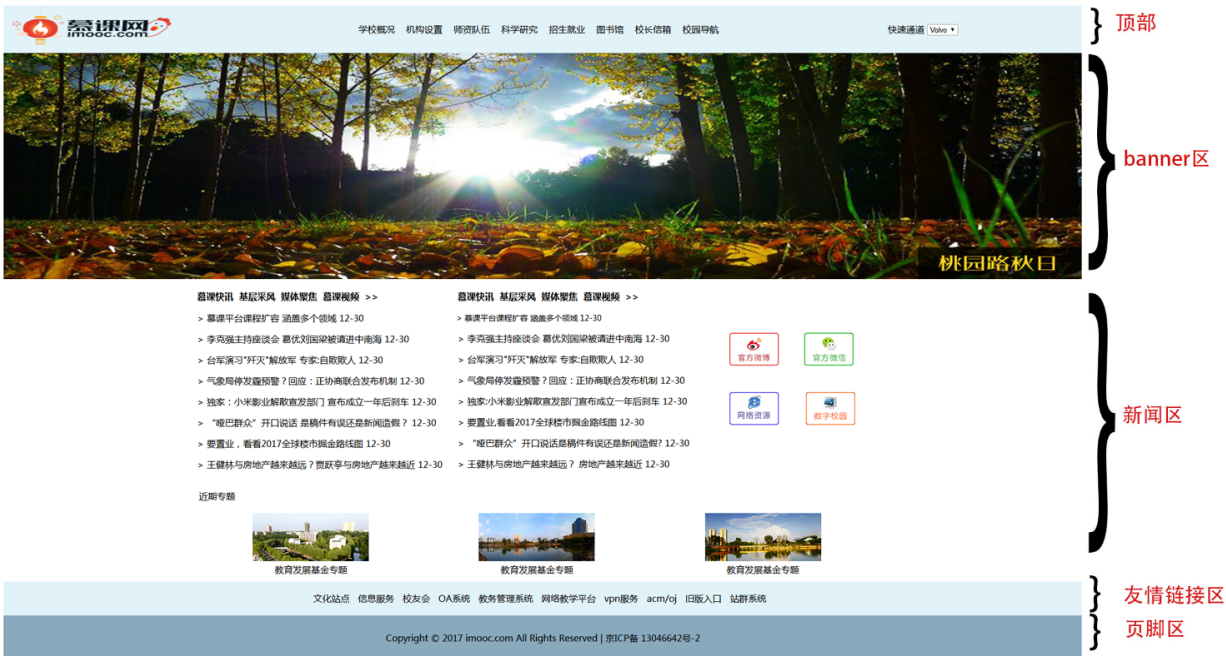 慕课网
imooc.com
学校概况 机构设置 师资队伍 科学研究 招生就业 图书馆 校长信箱 校园导航
快速通道 Volvo
顶部
banner区
桃园路秋日
慕课快讯 基层采风 媒体聚焦 慕课视频 >>
> 慕课平台课程扩容 涵盖多个领域 12-30
> 李克强主持座谈会 葛优刘国梁被请进中南海 12-30
> 台军演习"歼灭"解放军 专家:自欺欺人 12-30
> 气象局停发霾预警？回应：正协商联合发布机制 12-30
> 独家：小米影业解散宣发部门 宣布成立一年后刹车 12-30
> “哑巴群众”开口说话 是稿件有误还是新闻造假？ 12-30
> 要置业，看看2017全球楼市掘金路线图 12-30
> 王健林与房地产越来越远？贾跃亭与房地产越来越近 12-30
慕课快讯 基层采风 媒体聚焦 慕课视频 >>
> 慕课平台课程扩容 涵盖多个领域 12-30
> 李克强主持座谈会 葛优刘国梁被请进中南海 12-30
> 台军演习"歼灭"解放军 专家:自欺欺人 12-30
> 气象局停发霾预警？回应：正协商联合发布机制 12-30
> 独家:小米影业解散宣发部门 宣布成立一年后刹车 12-30
> 要置业,看看2017全球楼市掘金路线图 12-30
> “哑巴群众”开口说话是稿件有误还是新闻造假? 12-30
> 王健林与房地产越来越远？ 房地产越来越近 12-30
官方微博
官方微信
网络资源
数字校园
新闻区
近期专题
教育发展基金专题
教育发展基金专题
教育发展基金专题
文化站点 信息服务 校友会 OA系统 教务管理系统 网络教学平台 vpn服务 acm/oj 旧版入口 站群系统
友情链接区
Copyright © 2017 imooc.com All Rights Reserved | 京ICP备 13046642号-2
页脚区